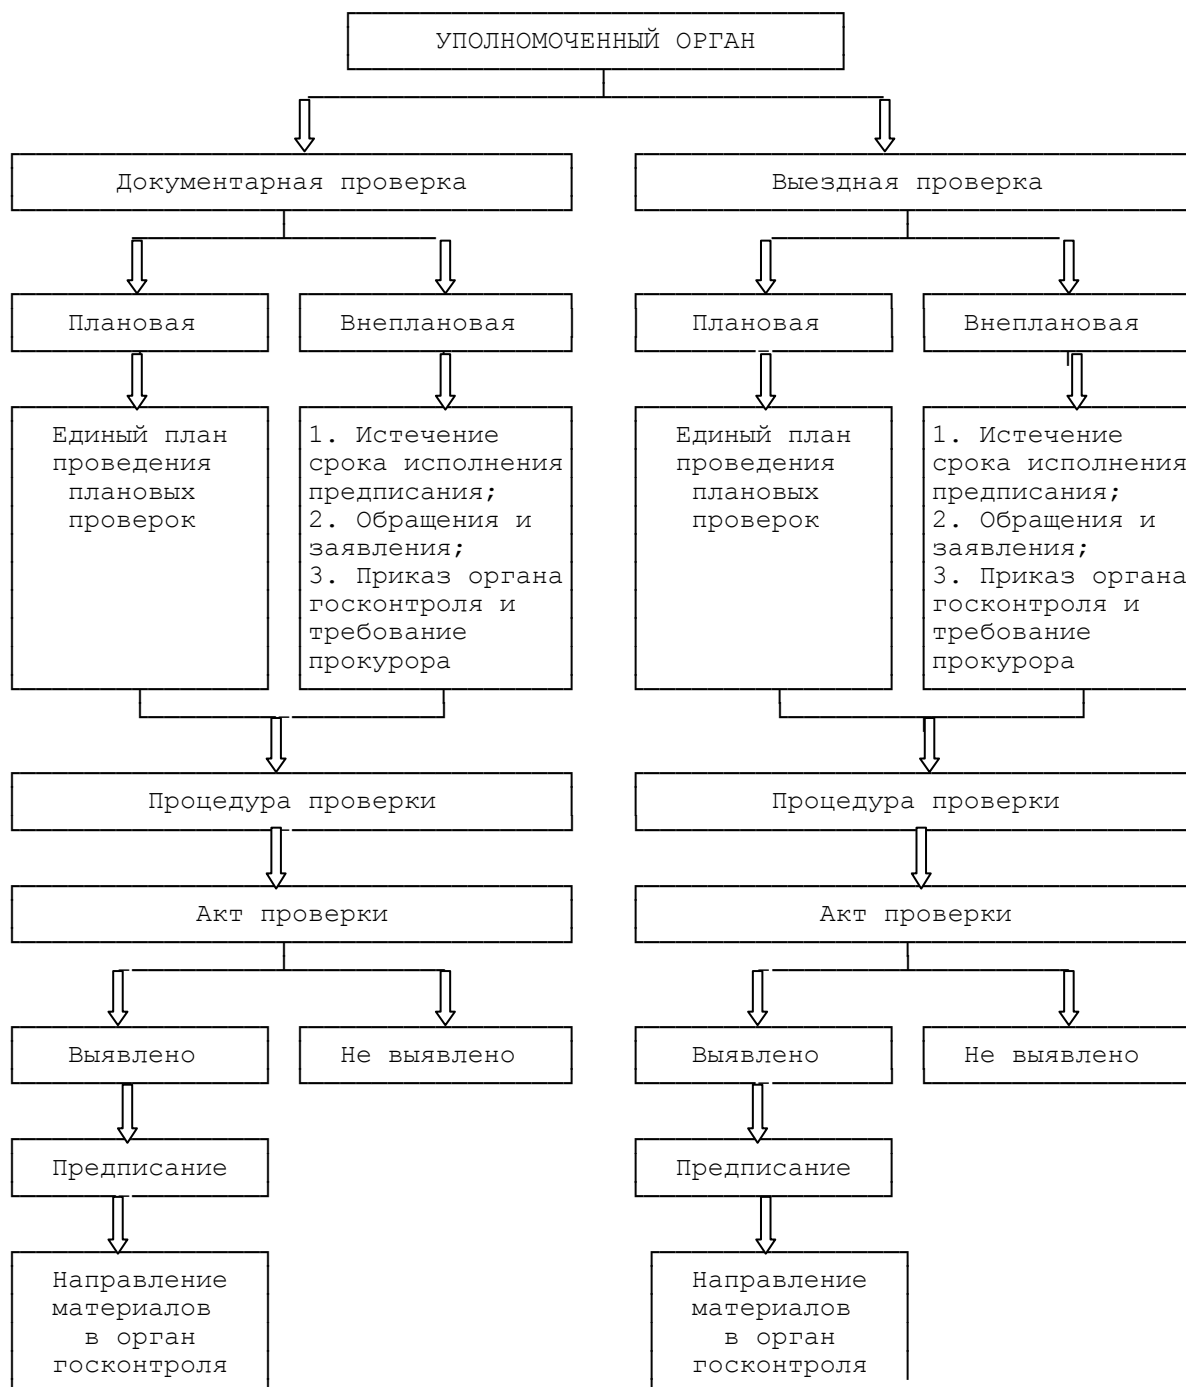 УПОЛНОМОЧЕННЫЙ ОРГАН
Документарная проверка
Выездная проверка
Плановая
Внеплановая
Плановая
Внеплановая
Единый план
проведения
плановых
проверок
1. Истечение
срока исполнения
предписания;
2. Обращения и
заявления;
3. Приказ органа
госконтроля и
требование
прокурора
Единый план
проведения
плановых
проверок
1. Истечение
срока исполнения
предписания;
2. Обращения и
заявления;
3. Приказ органа
госконтроля и
требование
прокурора
Процедура проверки
Процедура проверки
Акт проверки
Акт проверки
Выявлено
Не выявлено
Выявлено
Не выявлено
Предписание
Предписание
Направление
материалов
в орган
госконтроля
Направление
материалов
в орган
госконтроля